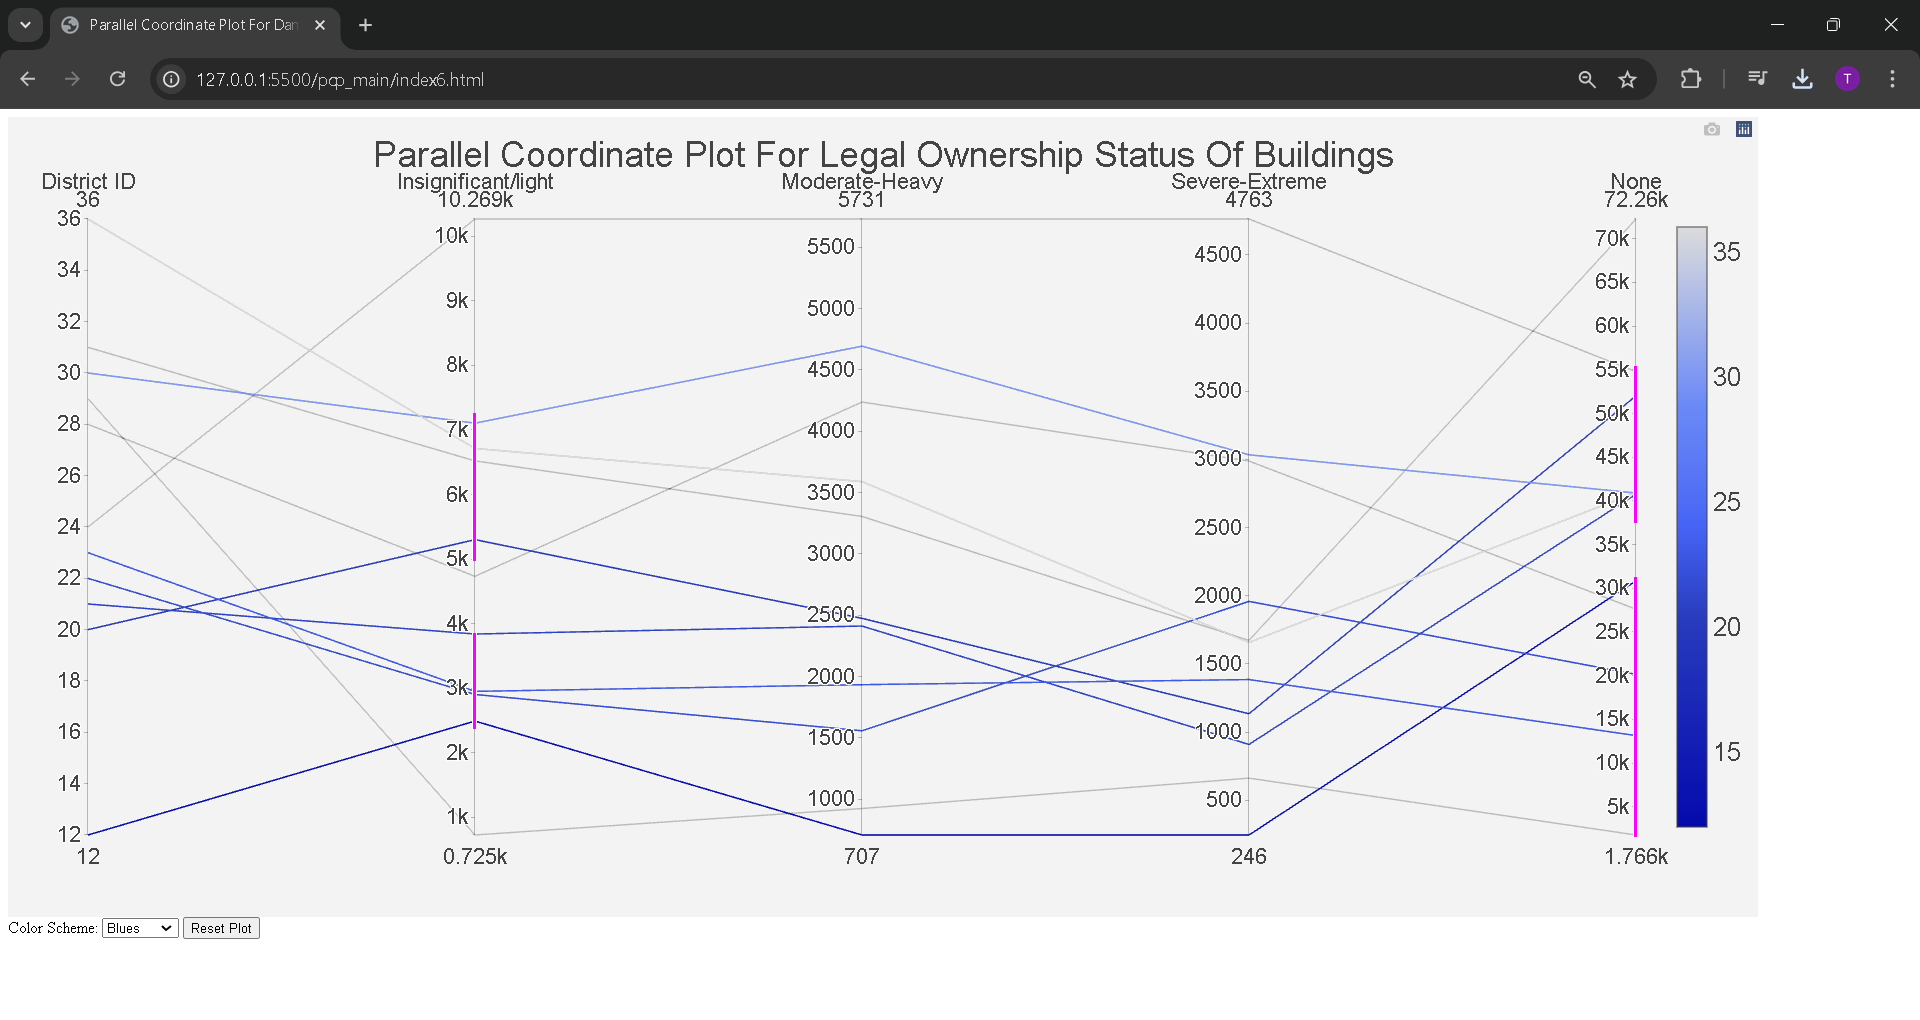 Parallel Coordinate Plot For Dan
127.0.0.1:5500/pcp_main/index6.html
T
Parallel Coordinate Plot For Legal Ownership Status Of Buildings
District ID Insignificant/light Moderate-Heavy Severe-Extreme None
36 10.269k 5731 4763 72.26k
36
34
32
30
28
26
24
22
20
18
16
14
12
10k
9k
8k
7k
6k
5k
4k
3k
2k
1k
5500
5000
4500
4000
3500
3000
2500
2000
1500
1000
4500
4000
3500
3000
2500
2000
1500
1000
500
70k
65k
60k
55k
50k
45k
40k
35k
30k
25k
20k
15k
10k
5k
35
30
25
20
15
12 0.725k 707 246 1.766k
Color Scheme: Blues Reset Plot